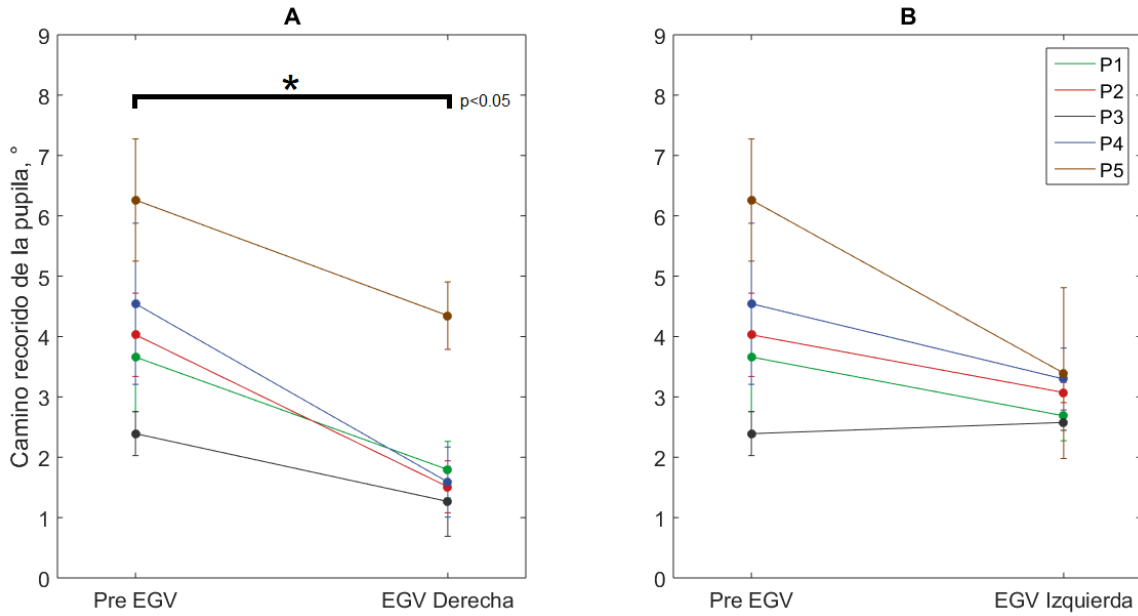 A
B
Camino recorrido de la pupila, °
9
8
7
6
5
4
3
2
1
0
*
p<0.05
Pre EGV
EGV Derecha
9
8
7
6
5
4
3
2
1
0
P1
P2
P3
P4
P5
Pre EGV
EGV Izquierda